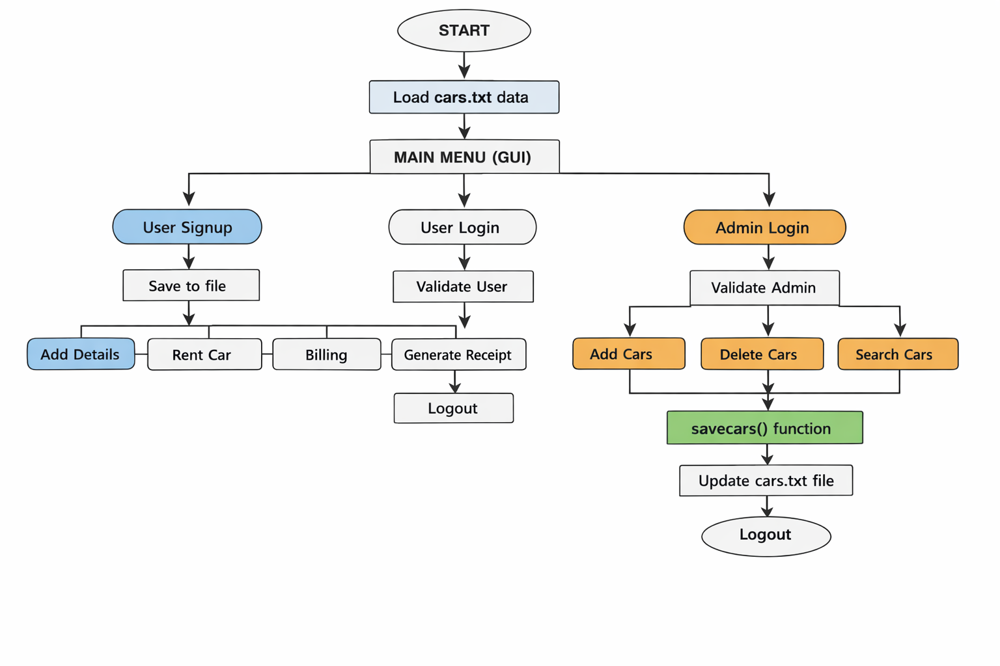 START
Load cars.txt data
MAIN MENU (GUI)
User Signup
User Login
Admin Login
Save to file
Validate User
Validate Admin
Add Details
Rent Car
Billing
Generate Receipt
Add Cars
Delete Cars
Search Cars
Logout
savecars() function
Update cars.txt file
Logout